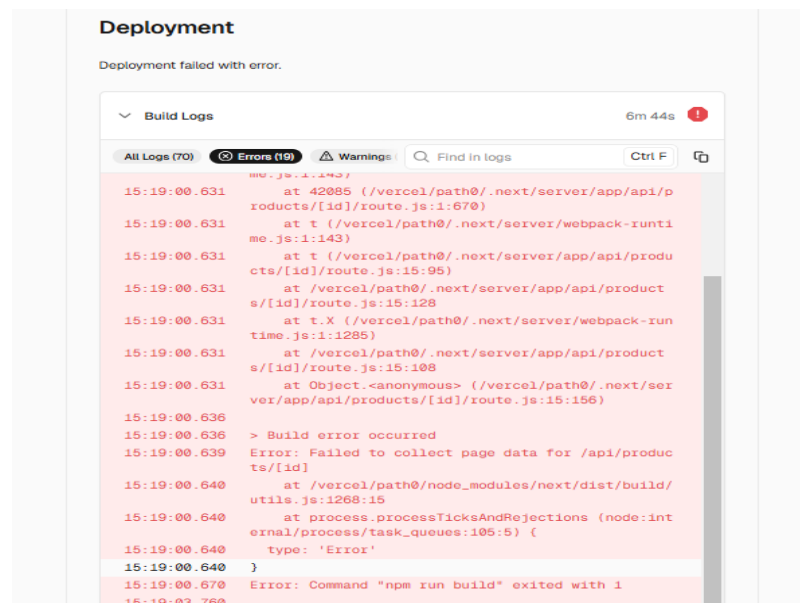 Deployment
Deployment failed with error.
Build Logs
6m 44s
All Logs (70)
Errors (19)
Warnings
Find in logs
Ctrl F
me.js:1:143)
15:19:00.631 at 42085 (/vercel/path0/.next/server/app/api/p
roducts/[id]/route.js:1:670)
15:19:00.631 at t (/vercel/path0/.next/server/webpack-runti
me.js:1:143)
15:19:00.631 at t (/vercel/path0/.next/server/app/api/produ
cts/[id]/route.js:15:95)
15:19:00.631 at /vercel/path0/.next/server/app/api/product
s/[id]/route.js:15:128
15:19:00.631 at t.X (/vercel/path0/.next/server/webpack-run
time.js:1:1285)
15:19:00.631 at /vercel/path0/.next/server/app/api/product
s/[id]/route.js:15:108
15:19:00.631 at Object.<anonymous> (/vercel/path0/.next/ser
ver/app/api/products/[id]/route.js:15:156)
15:19:00.636
15:19:00.636 > Build error occurred
15:19:00.639 Error: Failed to collect page data for /api/produc
ts/[id]
15:19:00.640 at /vercel/path0/node_modules/next/dist/build/
utils.js:1268:15
15:19:00.640 at process.processTicksAndRejections (node:int
ernal/process/task_queues:105:5) {
15:19:00.640 type: 'Error'
15:19:00.640 }
15:19:00.670 Error: Command "npm run build" exited with 1
15:19:03.760